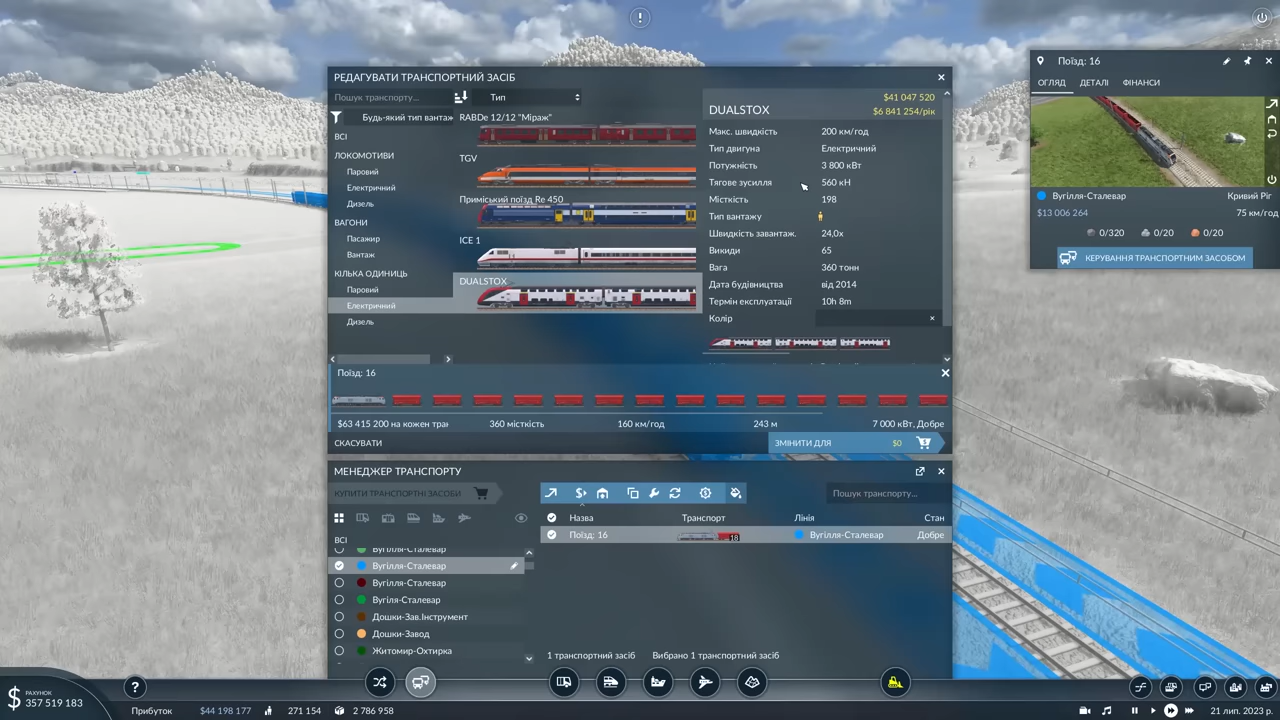 РЕДАГУВАТИ ТРАНСПОРТНИЙ ЗАСІБ
Пошук транспорту...
Тип
Будь-який тип вантаж
ВСІ
ЛОКОМОТИВИ
Паровий
Електричний
Дизель
ВАГОНИ
Пасажир
Вантаж
КІЛЬКА ОДИНИЦЬ
Паровий
Електричний
Дизель
RABDe 12/12 "Міраж"
TGV
Приміський поїзд Re 450
ICE 1
DUALSTOX
$41 047 520
DUALSTOX
$6 841 254/рік
Макс. швидкість 200 км/год
Тип двигуна Електричний
Потужність 3 800 кВт
Тягове зусилля 560 кН
Місткість 198
Тип вантажу
Швидкість завантаж. 24,0x
Викиди 65
Вага 360 тонн
Дата будівництва від 2014
Термін експлуатації 10h 8m
Колір
Поїзд: 16
$63 415 200 на кожен тра
360 місткість
160 км/год
243 м
7 000 кВт, Добре
СКАСУВАТИ
ЗМІНИТИ ДЛЯ $0
МЕНЕДЖЕР ТРАНСПОРТУ
КУПИТИ ТРАНСПОРТНІ ЗАСОБИ
Пошук транспорту...
ВСІ
Вугілля-Сталевар
Вугілля-Сталевар
Вугілля-Сталевар
Вугіля-Сталевар
Дошки-Зав.Інструмент
Дошки-Завод
Житомир-Охтирка
Назва Транспорт Лінія Стан
Поїзд: 16 18 Вугілля-Сталевар Добре
1 транспортний засіб
Вибрано 1 транспортний засіб
Поїзд: 16
ОГЛЯД ДЕТАЛІ ФІНАНСИ
Вугілля-Сталевар Кривий Ріг
$13 006 264 75 км/год
0/320 0/20 0/20
КЕРУВАННЯ ТРАНСПОРТНИМ ЗАСОБОМ
РАХУНОК
$ 357 519 183
?
Прибуток $44 198 177 271 154 2 786 958
21 лип. 2023 р.